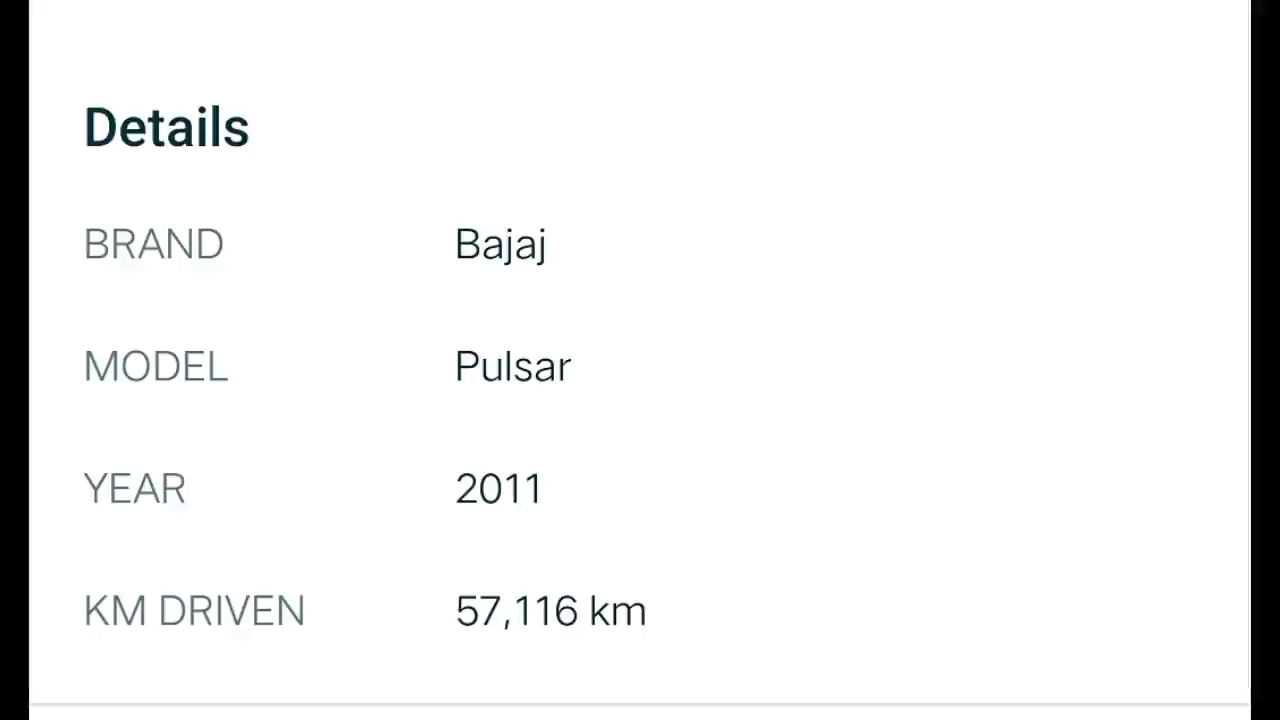 Details
BRAND Bajaj
MODEL Pulsar
YEAR 2011
KM DRIVEN 57,116 km